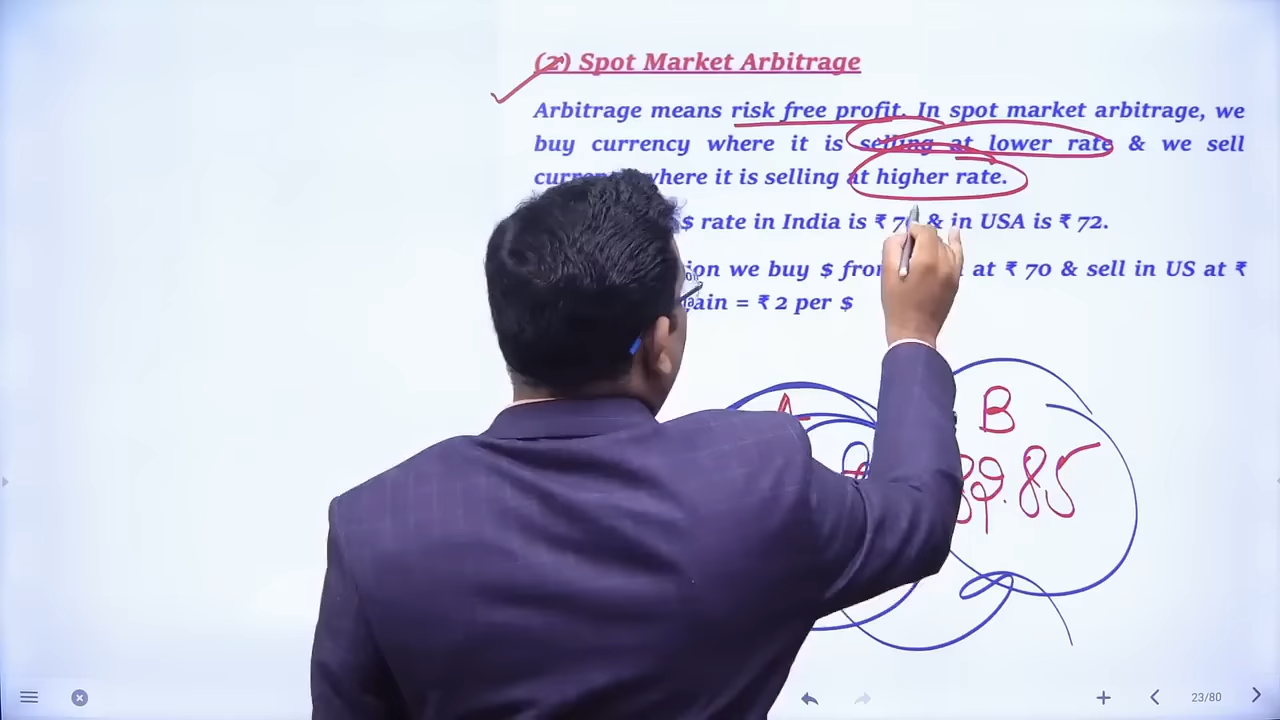 (2) Spot Market Arbitrage
Arbitrage means risk free profit. In spot market arbitrage, we
buy currency where it is selling at lower rate & we sell
where it is selling at higher rate.
$ rate in India is ₹ & in USA is ₹ 72.
we buy $ at ₹ 70 & sell in US at ₹
= ₹ 2 per $
A
B
.85
23/80